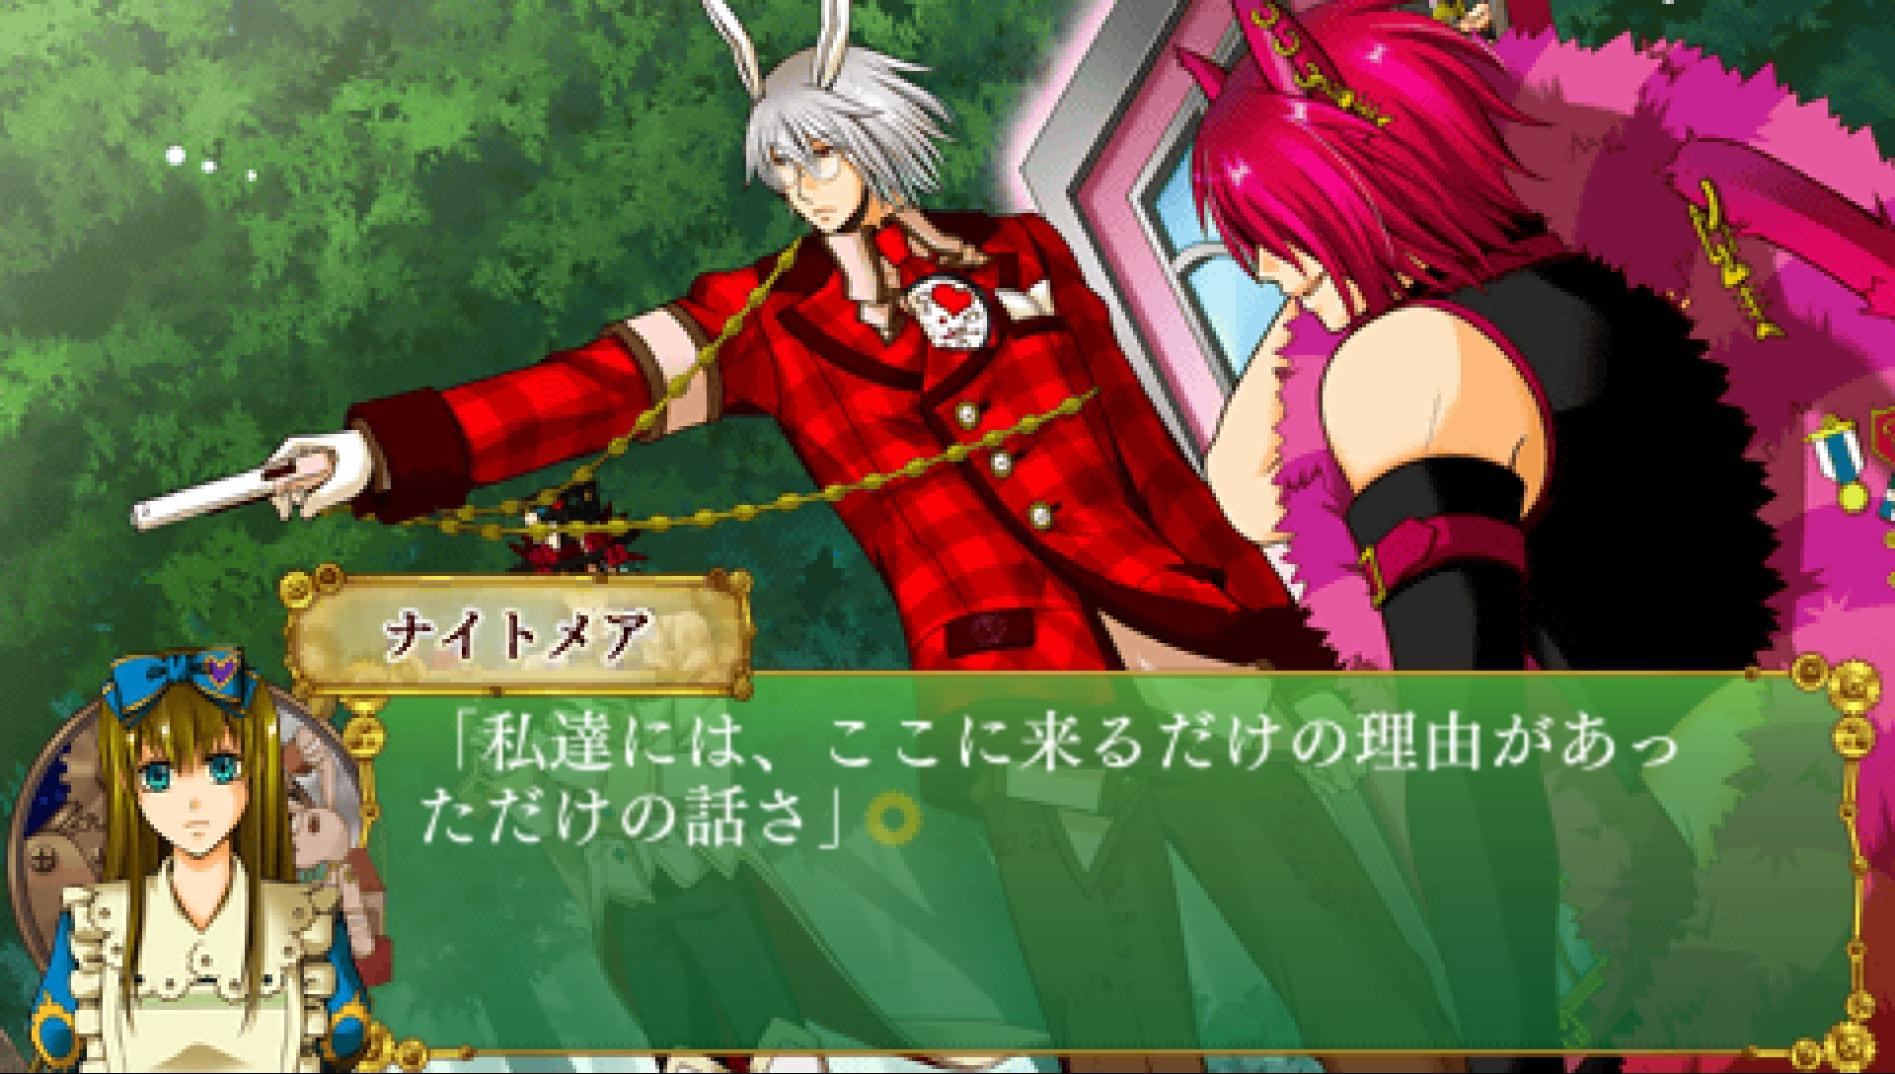 ナイトメア
「私達には、ここに来るだけの理由があっ
ただけの話さ」